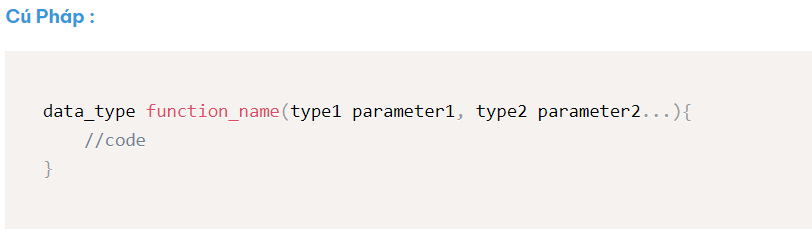 Cú Pháp :
data_type function_name(type1 parameter1, type2 parameter2...){
//code
}